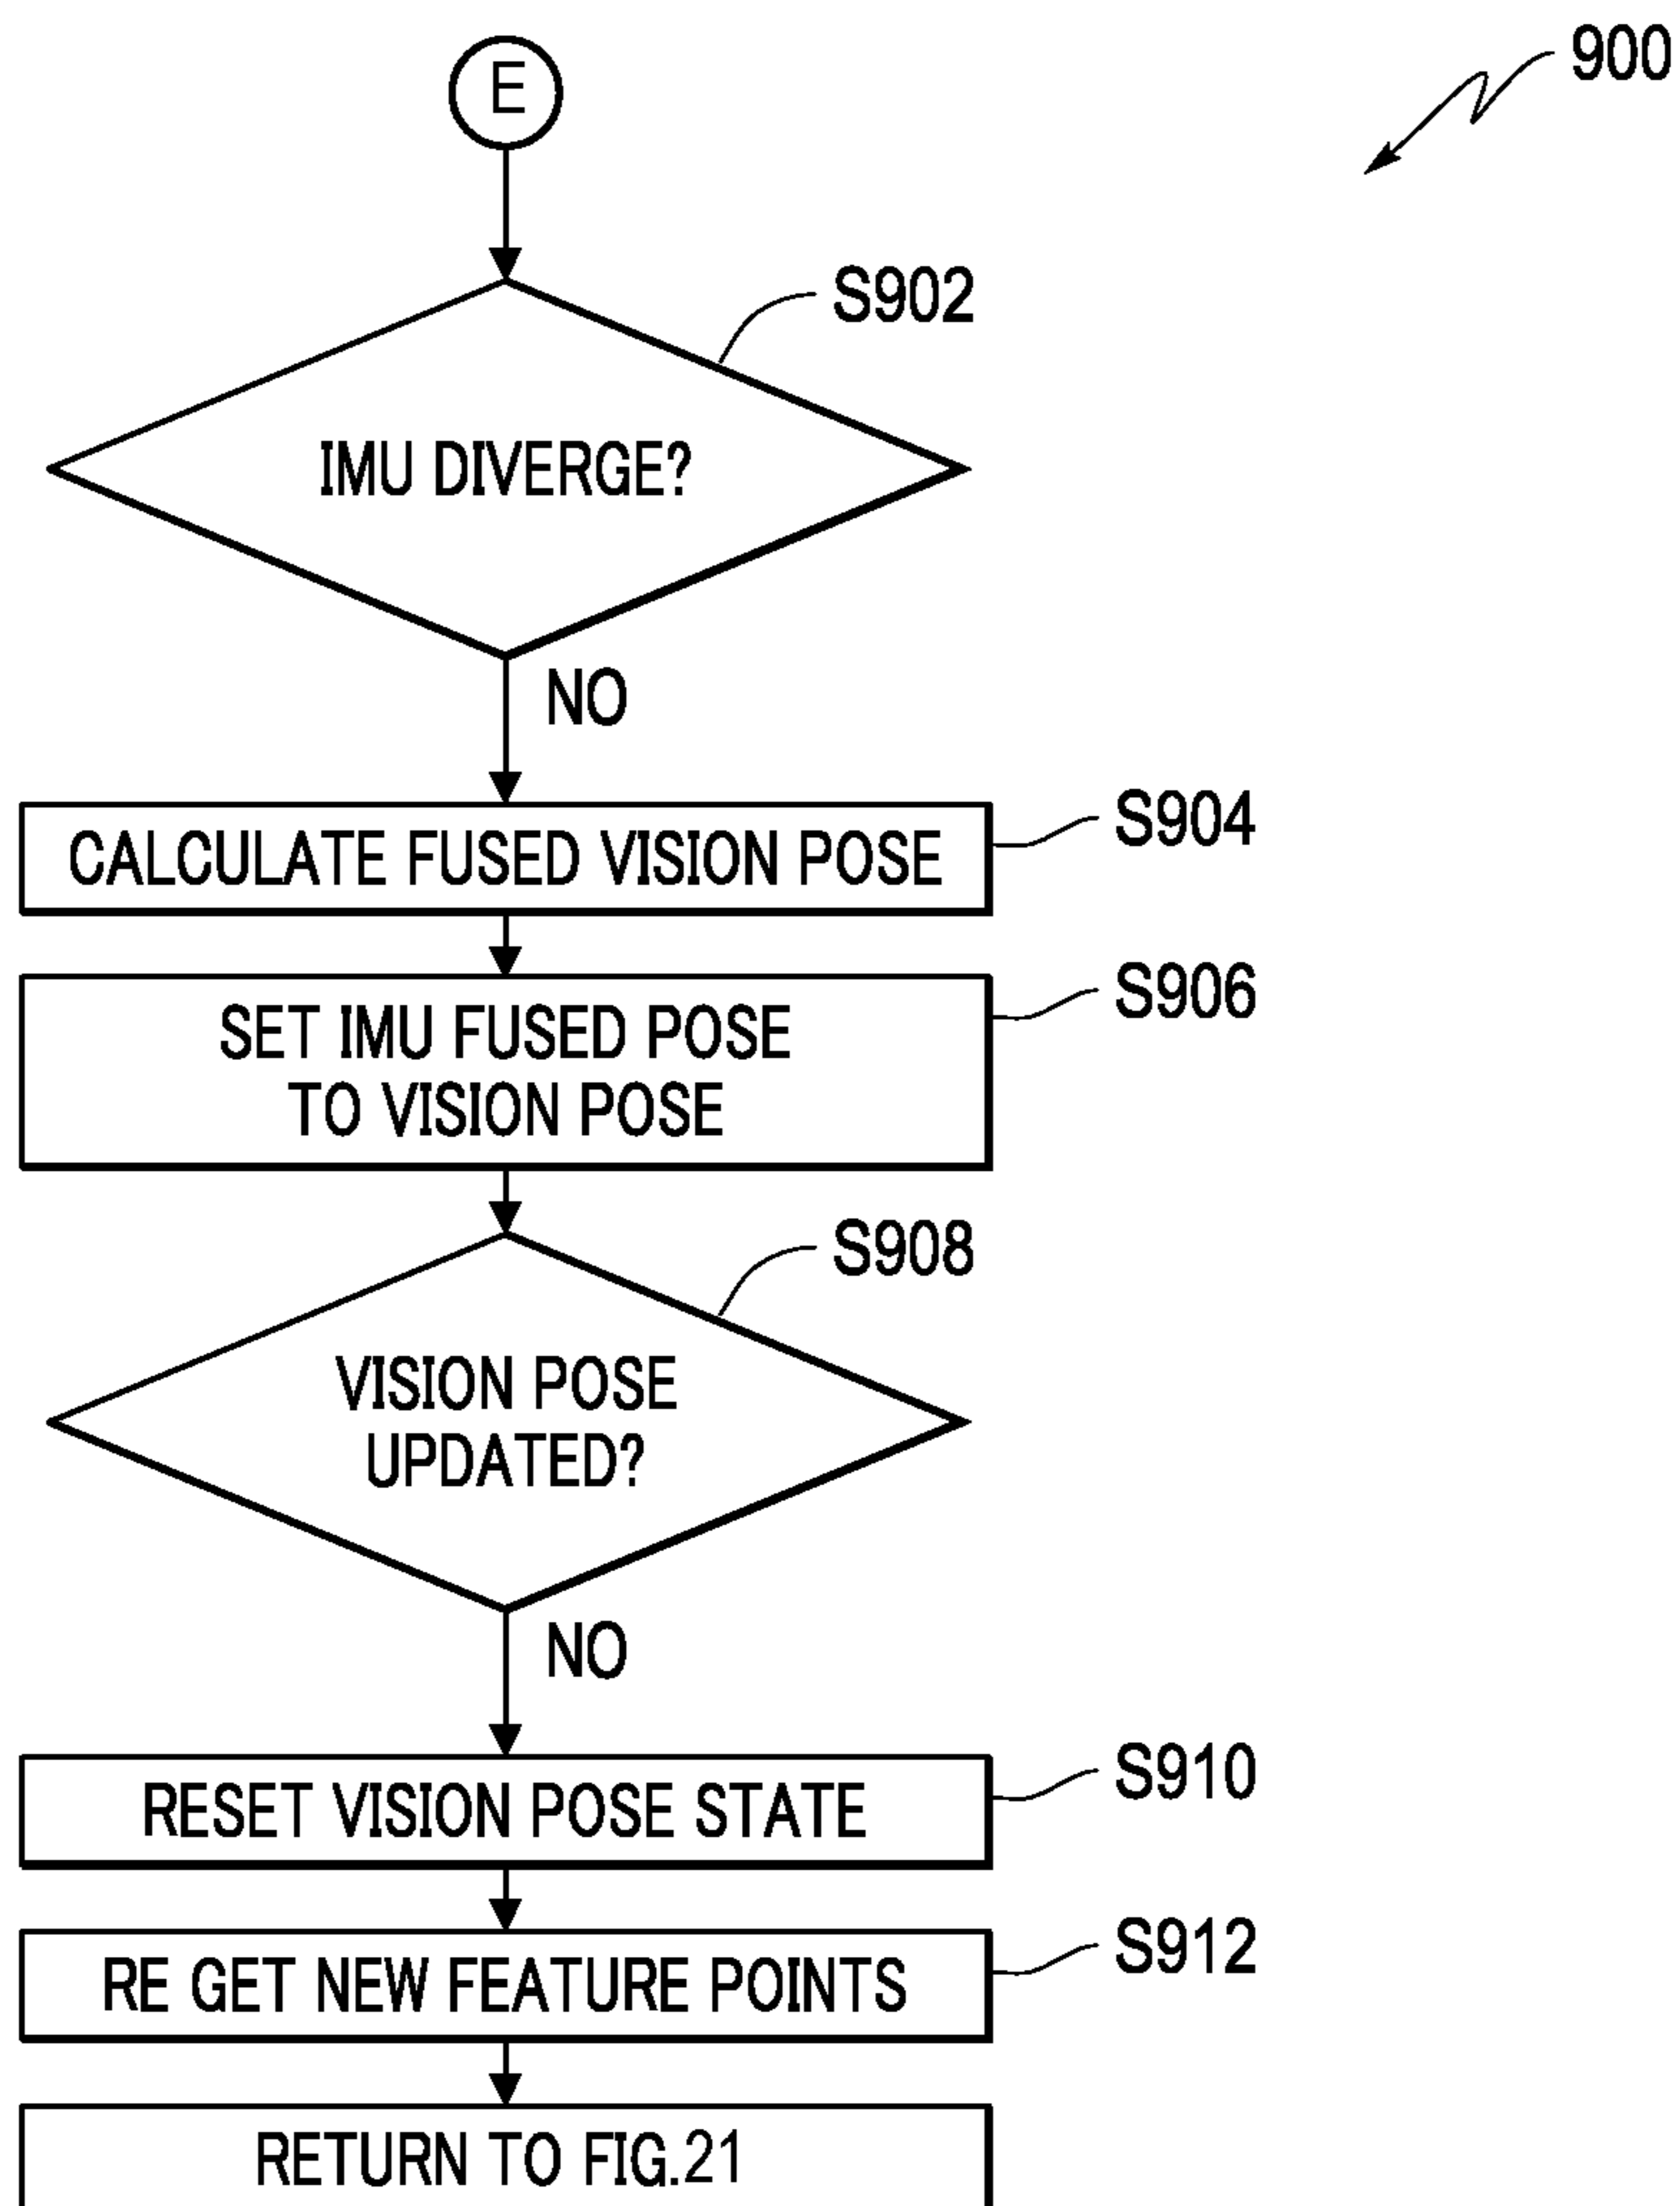 900
E
S902
IMU DIVERGE?
NO
S904
CALCULATE FUSED VISION POSE
S906
SET IMU FUSED POSE
TO VISION POSE
S908
VISION POSE
UPDATED?
NO
S910
RESET VISION POSE STATE
S912
RE GET NEW FEATURE POINTS
RETURN TO FIG.21